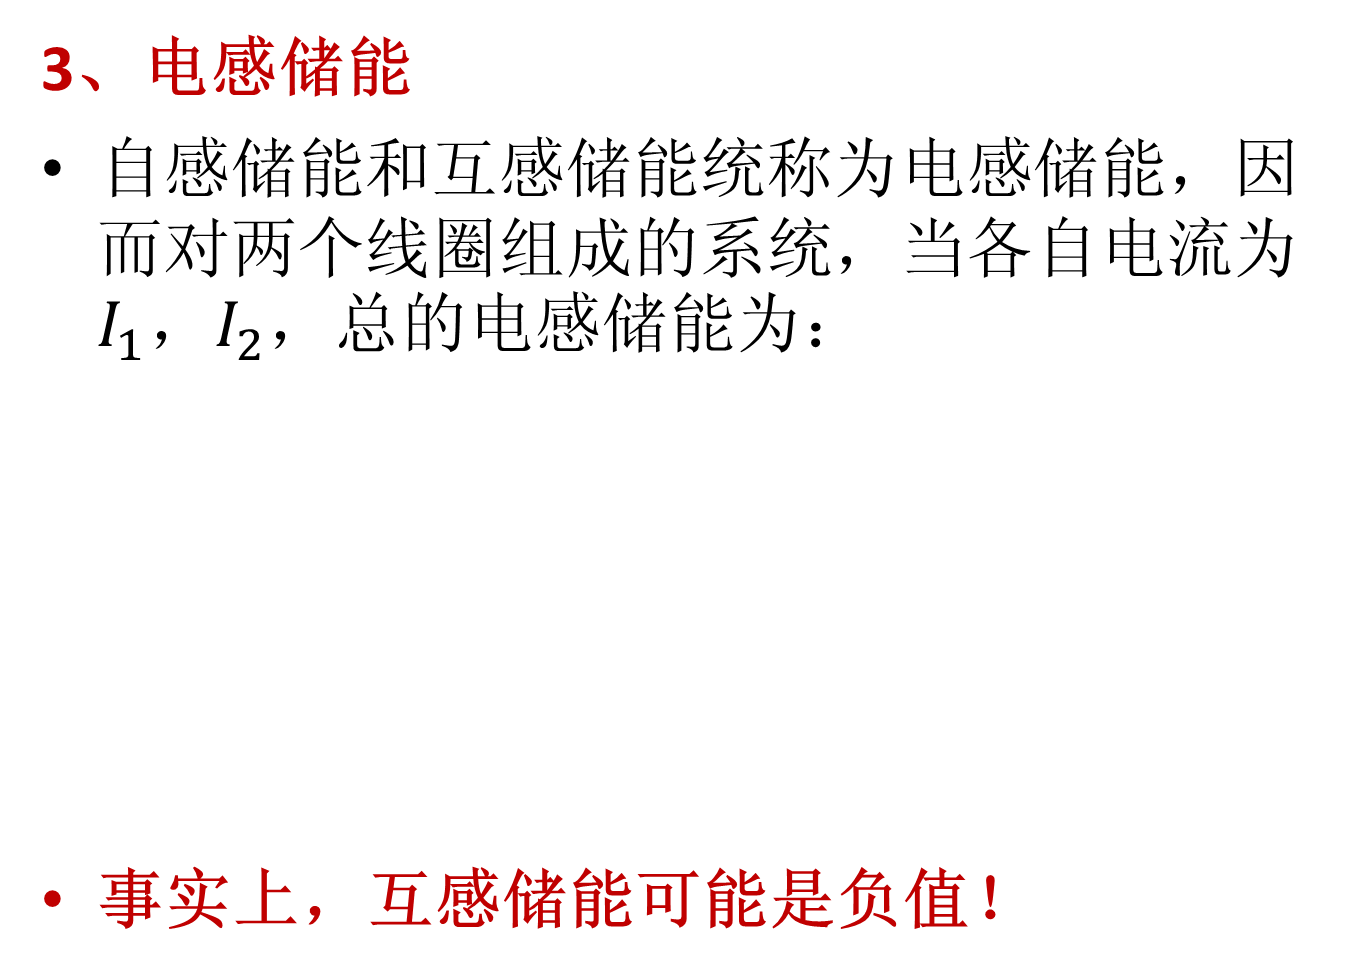 3、电感储能
• 自感储能和互感储能统称为电感储能，因
而对两个线圈组成的系统，当各自电流为
I₁，I₂，总的电感储能为：
• 事实上，互感储能可能是负值！